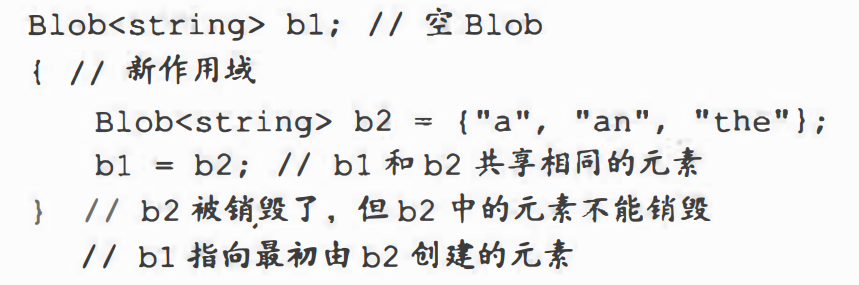 Blob<string> b1; // 空 Blob
{ // 新作用域
    Blob<string> b2 = {"a", "an", "the"};
    b1 = b2; // b1 和 b2 共享相同的元素
} // b2 被销毁了, 但 b2 中的元素不能销毁
  // b1 指向最初由 b2 创建的元素